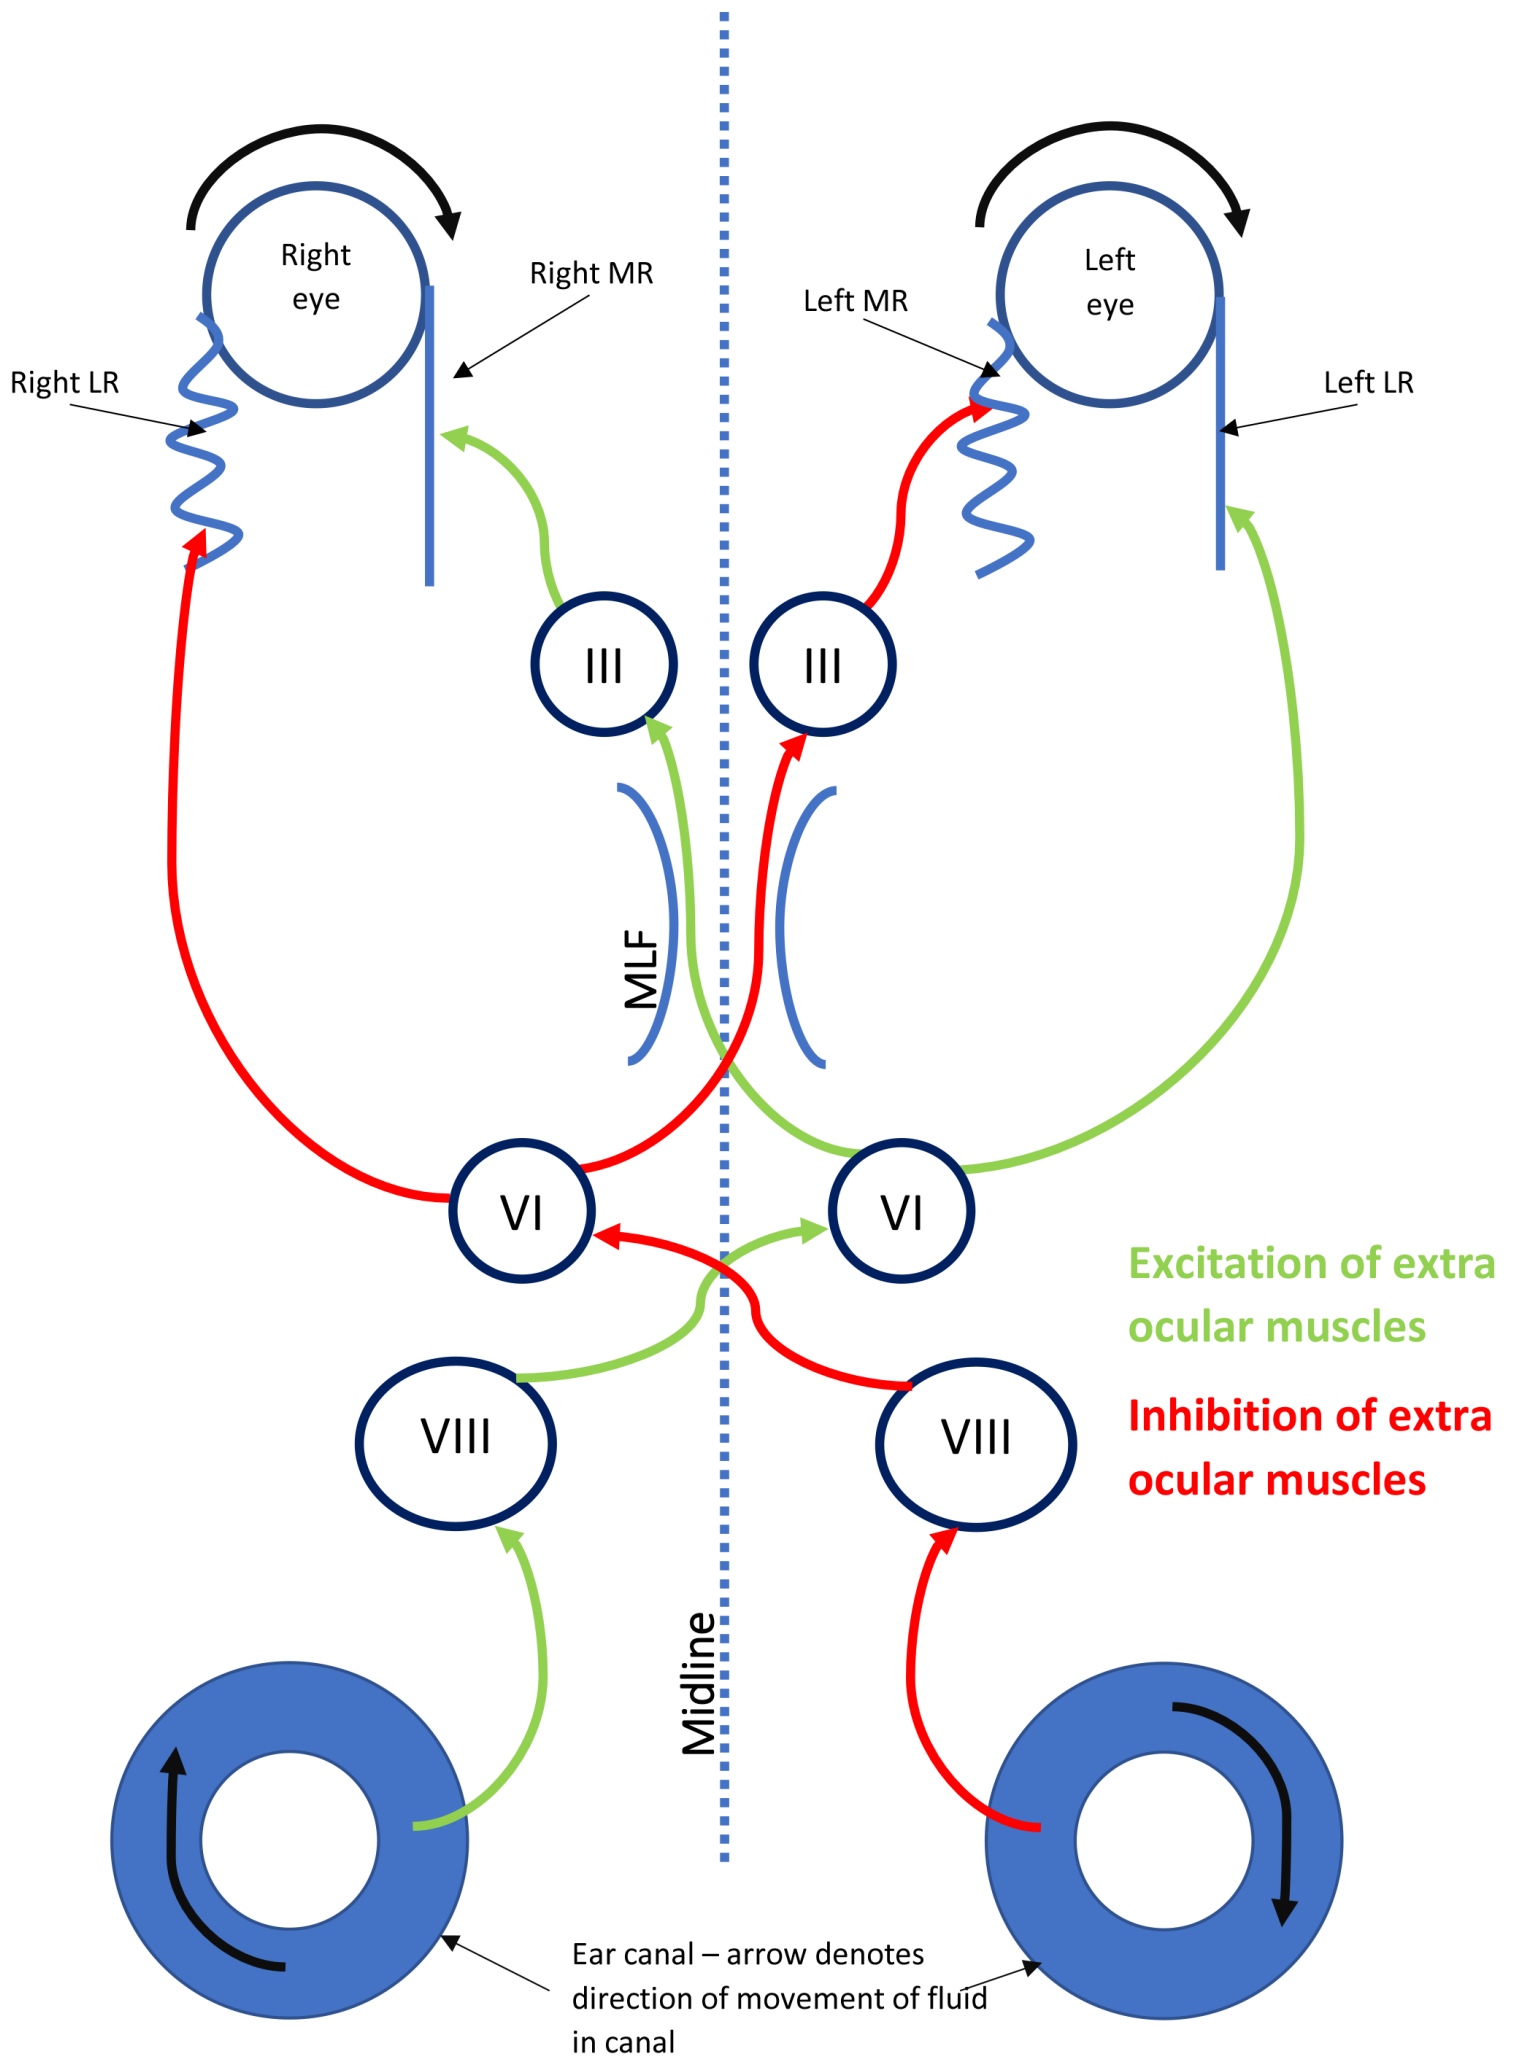 Right
eye
Left
eye
Right MR
Left MR
Right LR
Left LR
III
III
MLF
VI
VI
Excitation of extra
ocular muscles
VIII
VIII
Inhibition of extra
ocular muscles
Midline
Ear canal – arrow denotes
direction of movement of fluid
in canal